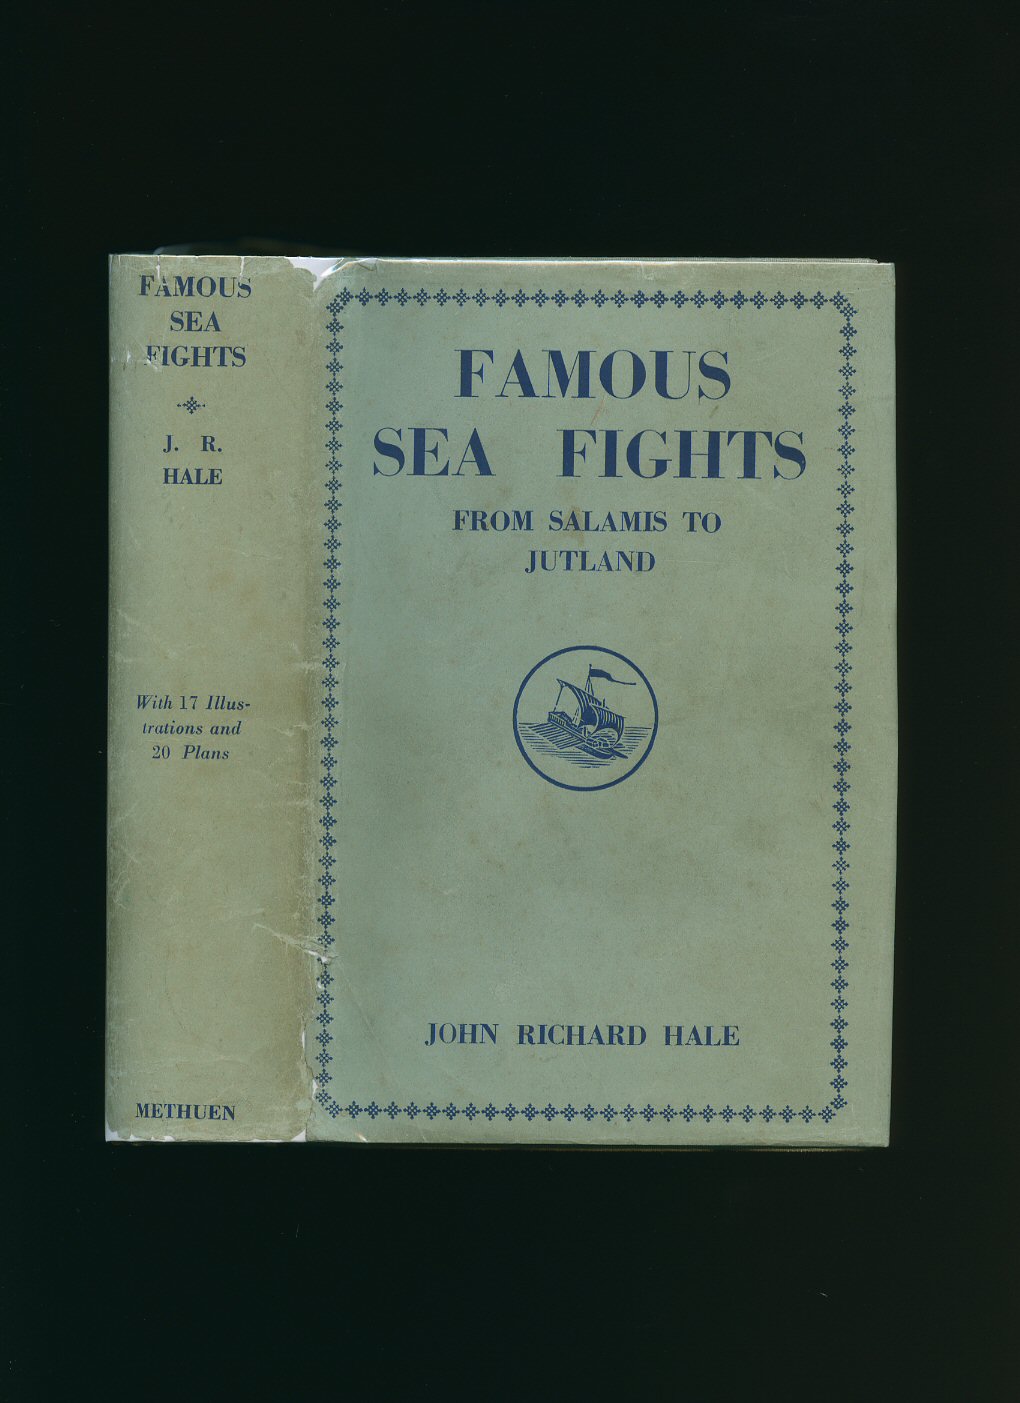 FAMOUS
SEA
FIGHTS
J. R.
HALE
With 17 Illus-
trations and
20 Plans
METHUEN
FAMOUS
SEA FIGHTS
FROM SALAMIS TO
JUTLAND
JOHN RICHARD HALE